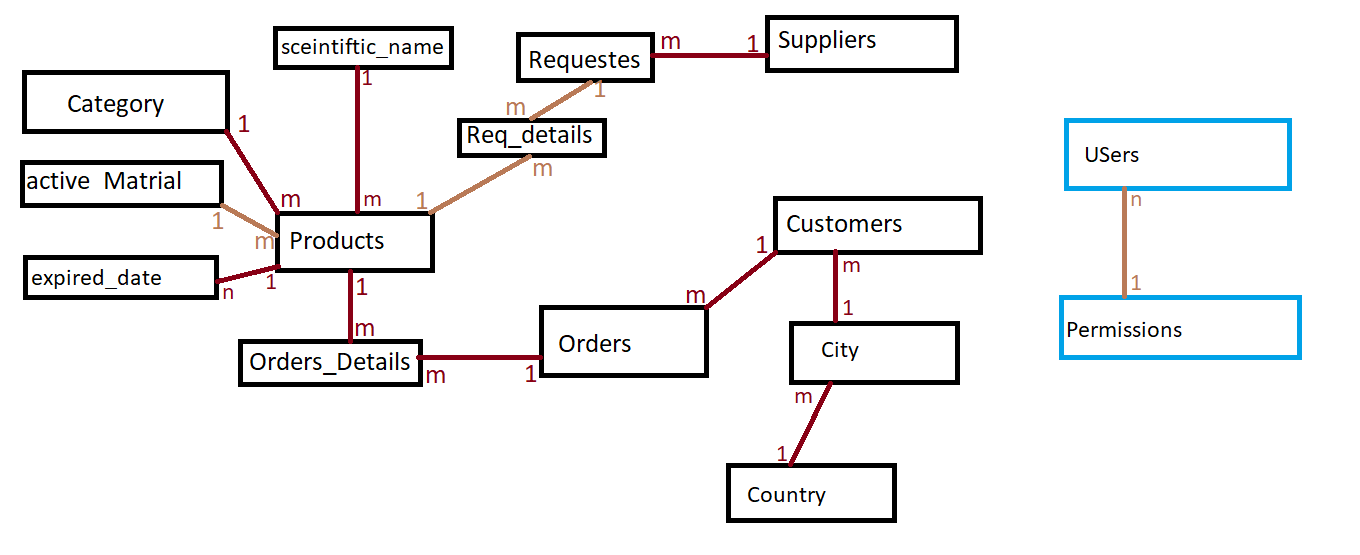 sceintiftic_name
1
m
Requestes
m
1
Suppliers
Category
1
m
1
m
Req_details
m
1
USers
n
1
Permissions
active Matrial
1
m
Products
Customers
1
m
m
1
expired_date
n
1
1
m
Orders
City
Orders_Details
m
1
m
1
Country